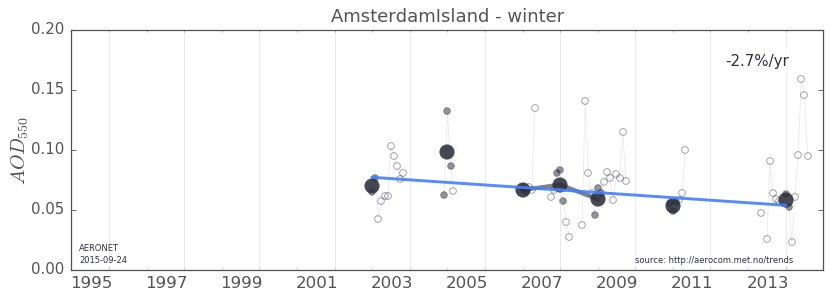 AmsterdamIsland - winter
-2.7%/yr
AOD550
0.20
0.15
0.10
0.05
0.00
AERONET
2015-09-24
source: http://aerocom.met.no/trends
1995 1997 1999 2001 2003 2005 2007 2009 2011 2013